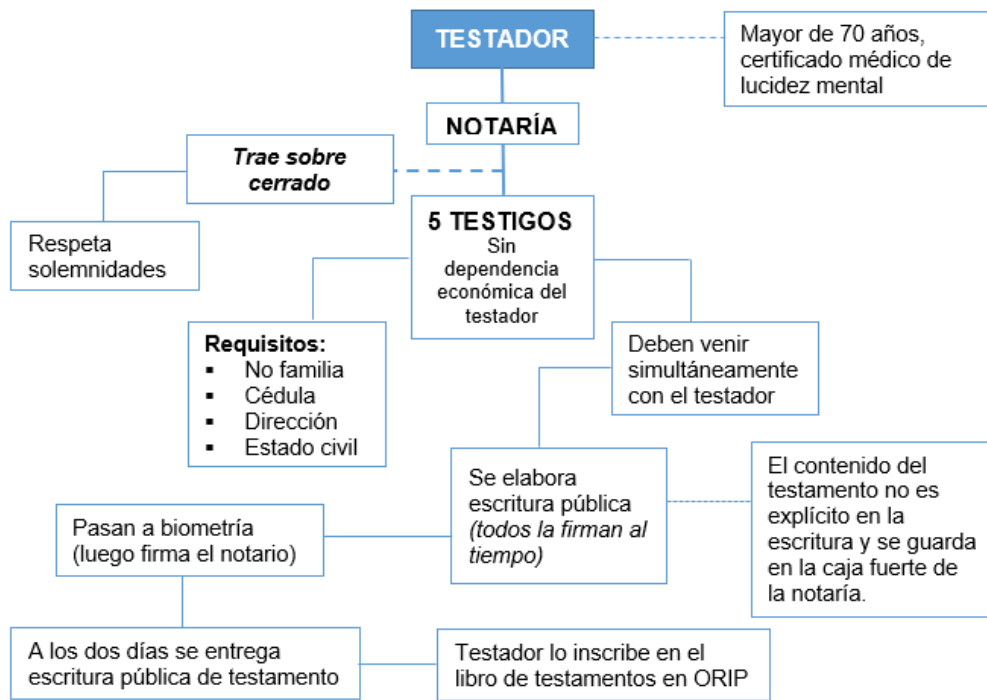 TESTADOR
Mayor de 70 años,
certificado médico de
lucidez mental
NOTARÍA
Trae sobre
cerrado
Respeta
solemnidades
5 TESTIGOS
Sin
dependencia
económica del
testador
Requisitos:
▪ No familia
▪ Cédula
▪ Dirección
▪ Estado civil
Deben venir
simultáneamente
con el testador
Se elabora
escritura pública
(todos la firman al
tiempo)
El contenido del
testamento no es
explícito en la
escritura y se guarda
en la caja fuerte de
la notaría.
Pasan a biometría
(luego firma el notario)
A los dos días se entrega
escritura pública de testamento
Testador lo inscribe en el
libro de testamentos en ORIP